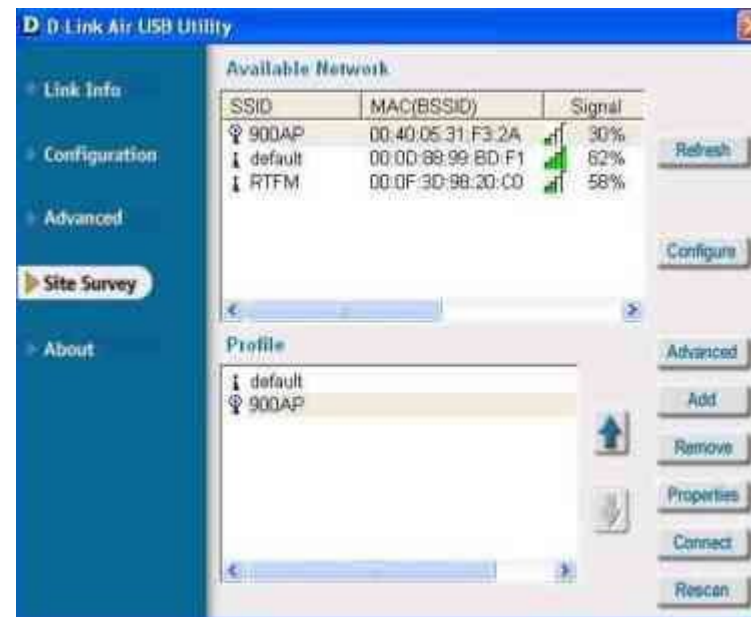 D D-Link Air USB Utility
Link Info
Configuration
Advanced
Site Survey
About
Available Network
SSID MAC(BSSID) Signal
900AP 00:40:05:31:F3:2A 30%
default 00:0D:88:99:BD:F1 62%
RTFM 00:0F:3D:98:20:C0 58%
Refresh
Configure
Profile
default
900AP
Advanced
Add
Remove
Properties
Connect
Rescan